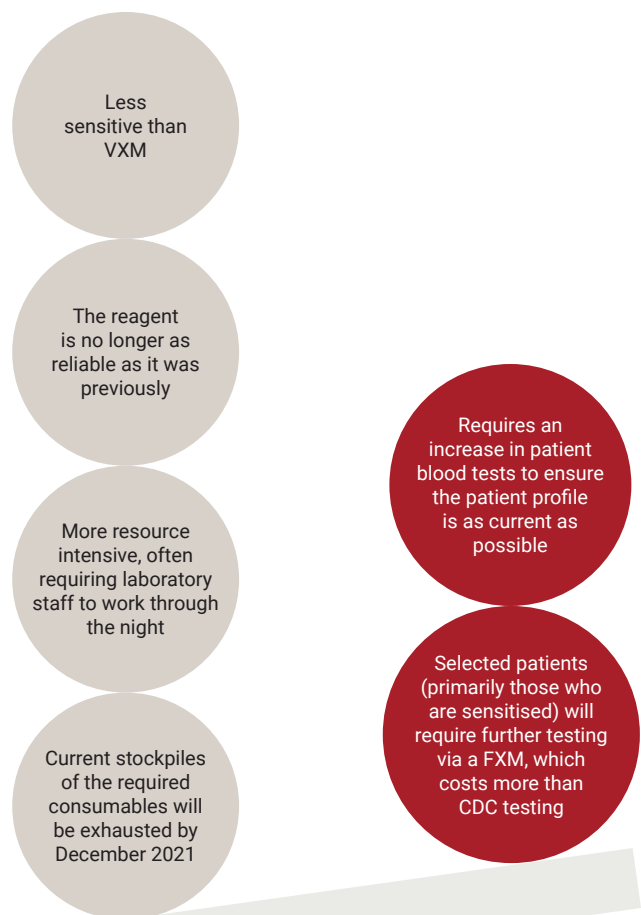 Less
sensitive than
VXM
The reagent
is no longer as
reliable as it was
previously
More resource
intensive, often
requiring laboratory
staff to work through
the night
Current stockpiles
of the required
consumables will
be exhausted by
December 2021
Requires an
increase in patient
blood tests to ensure
the patient profile
is as current as
possible
Selected patients
(primarily those who
are sensitised) will
require further testing
via a FXM, which
costs more than
CDC testing